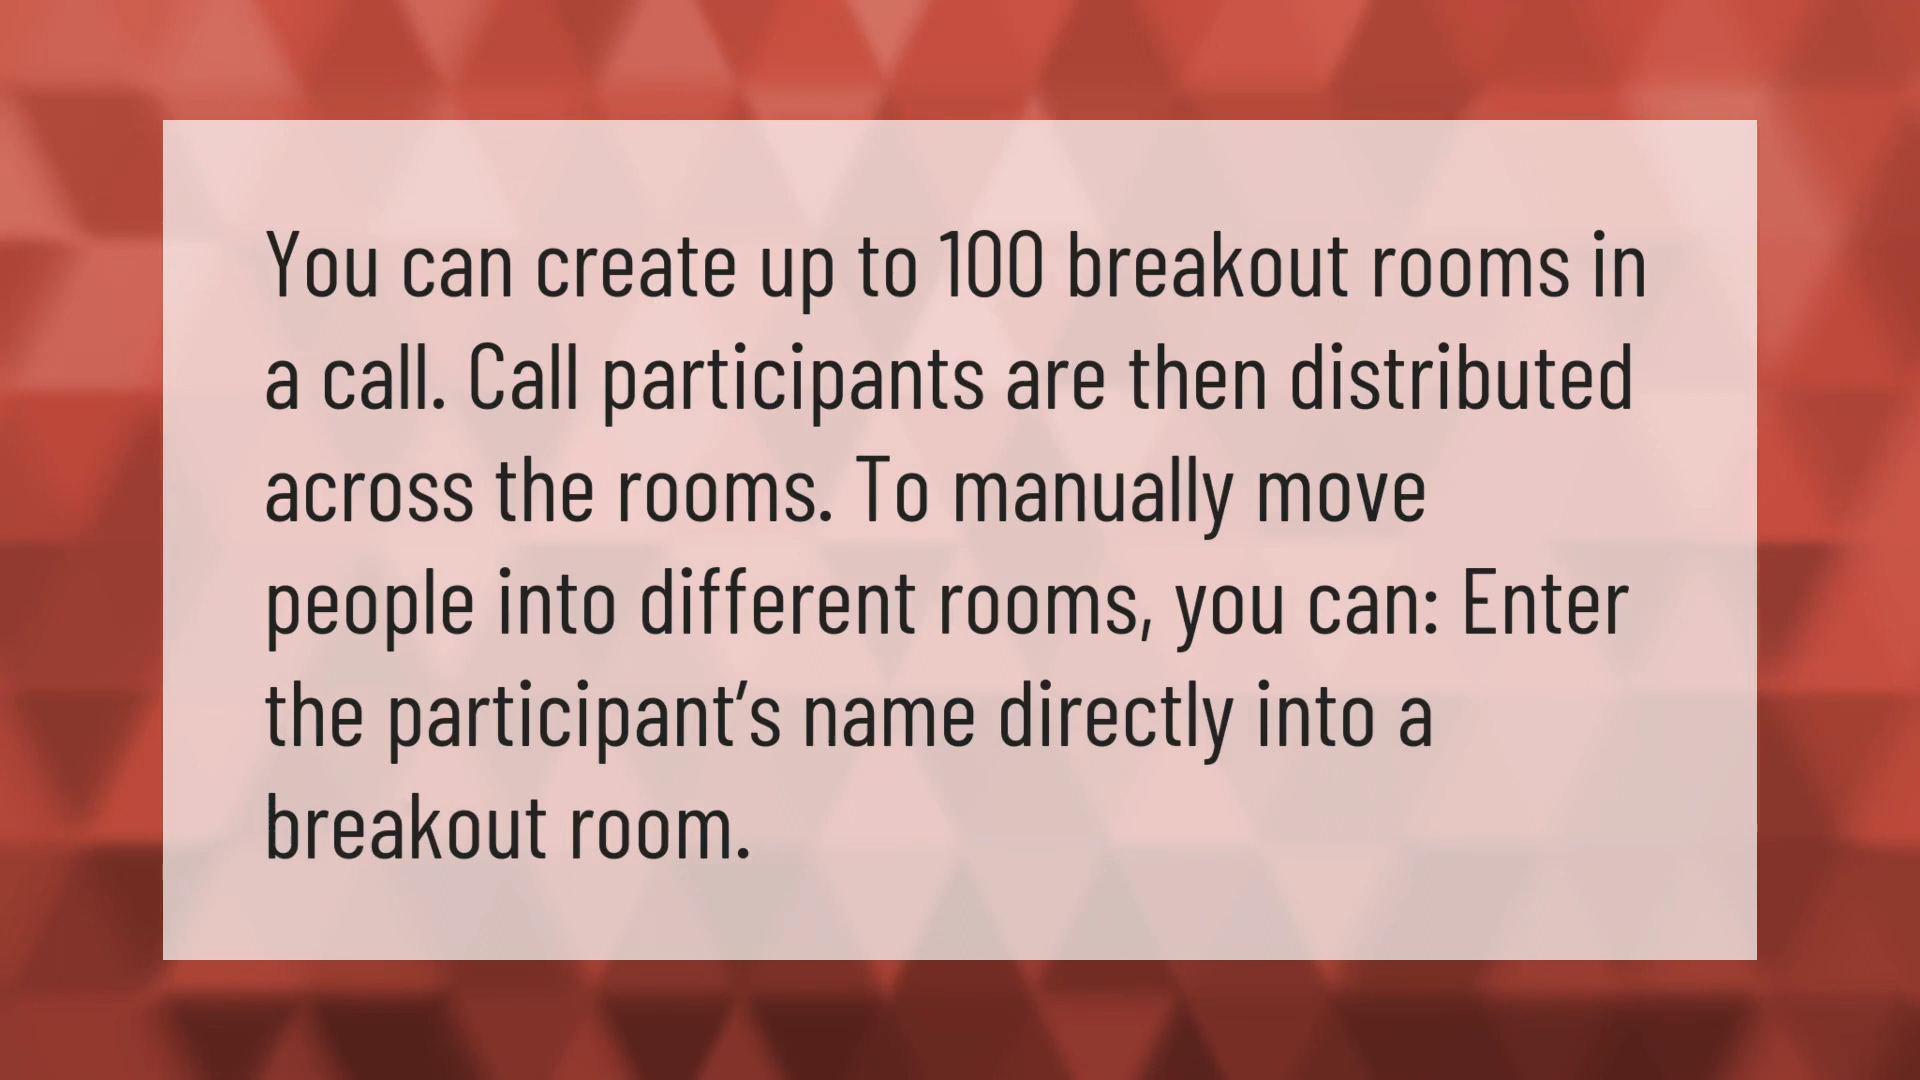 You can create up to 100 breakout rooms in
a call. Call participants are then distributed
across the rooms. To manually move
people into different rooms, you can: Enter
the participant’s name directly into a
breakout room.